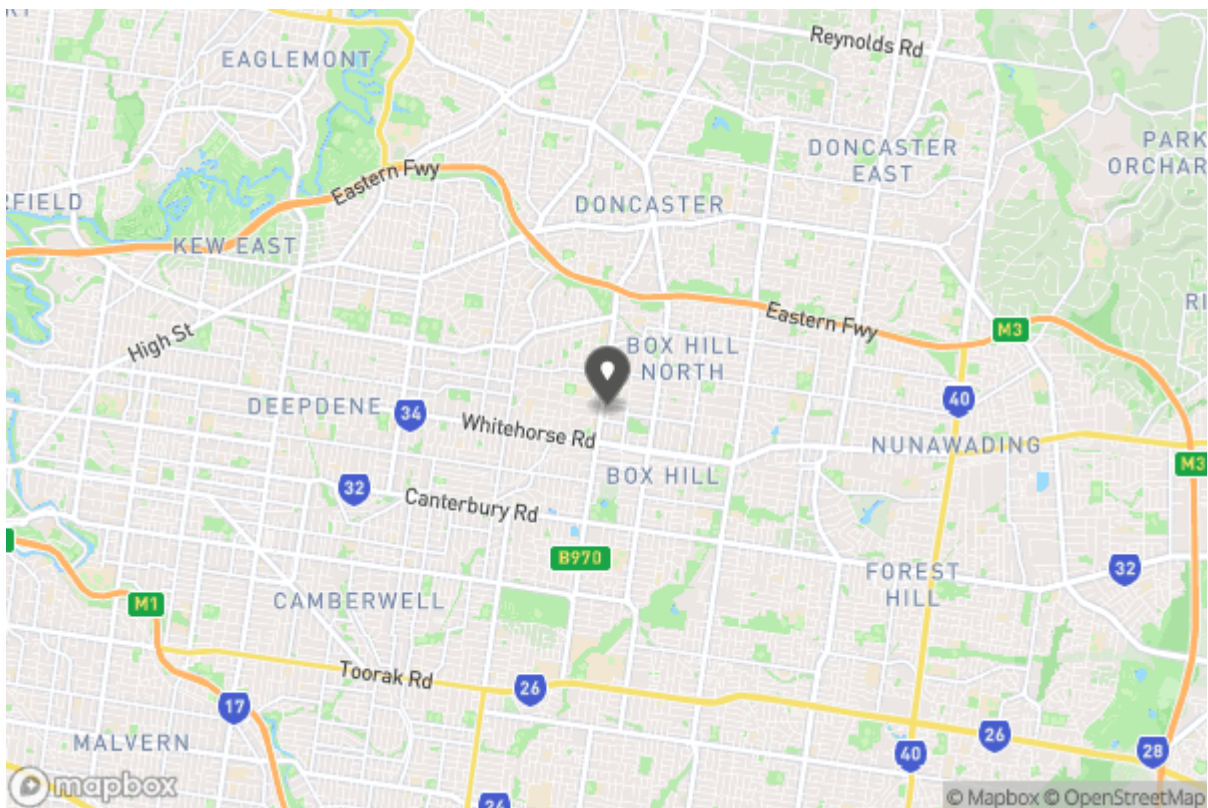 Reynolds Rd
EAGLEMONT
PARK
ORCHAR
DONCASTER
EAST
Eastern Fwy
RFIELD
DONCASTER
KEW EAST
RI
Eastern Fwy
M3
High St
BOX HILL
NORTH
40
DEEPDENE
34
Whitehorse Rd
NUNAWADING
M3
BOX HILL
32
Canterbury Rd
B970
FOREST
HILL
32
M1
CAMBERWELL
Toorak Rd
26
17
26
MALVERN
40
28
mapbox
26
© Mapbox © OpenStreetMap